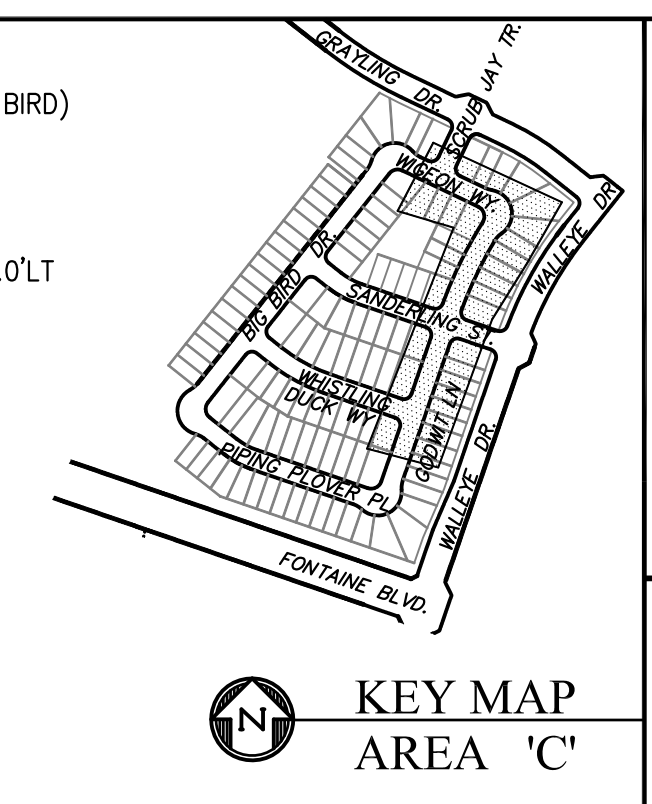 BIRD)
.0'LT
GRAYLING DR.
SCRUB JAY TR.
WIGEON WY.
WALLEYE DR
BIG BIRD DR.
SANDERLING ST.
WHISTLING
DUCK WY
GODWIT LN
PIPING PLOVER PL
WALLEYE DR.
FONTAINE BLVD.
N
KEY MAP
AREA 'C'